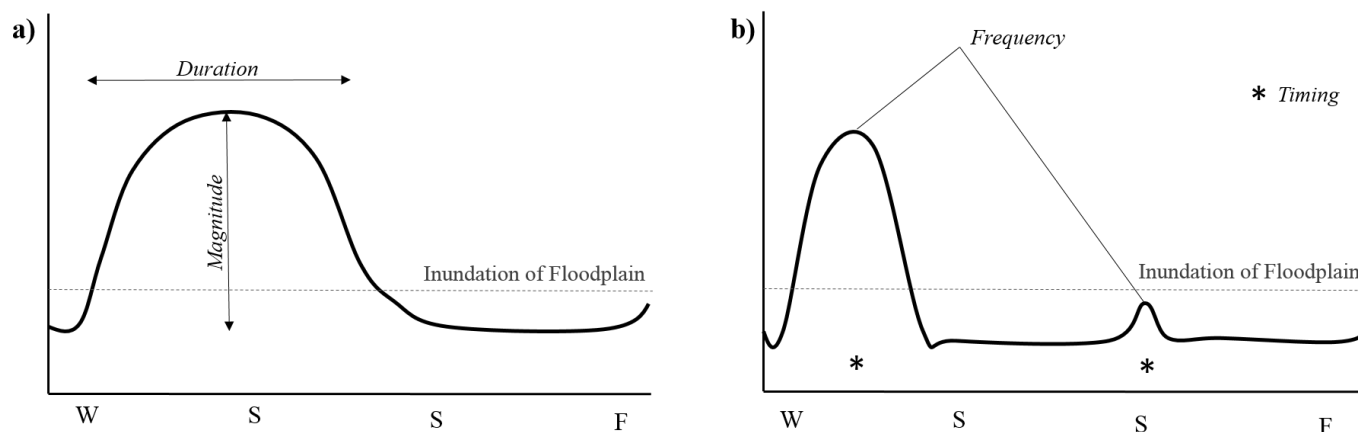 a)
Duration
Magnitude
Inundation of Floodplain
W S S F
b)
Frequency
* Timing
Inundation of Floodplain
* *
W S S F